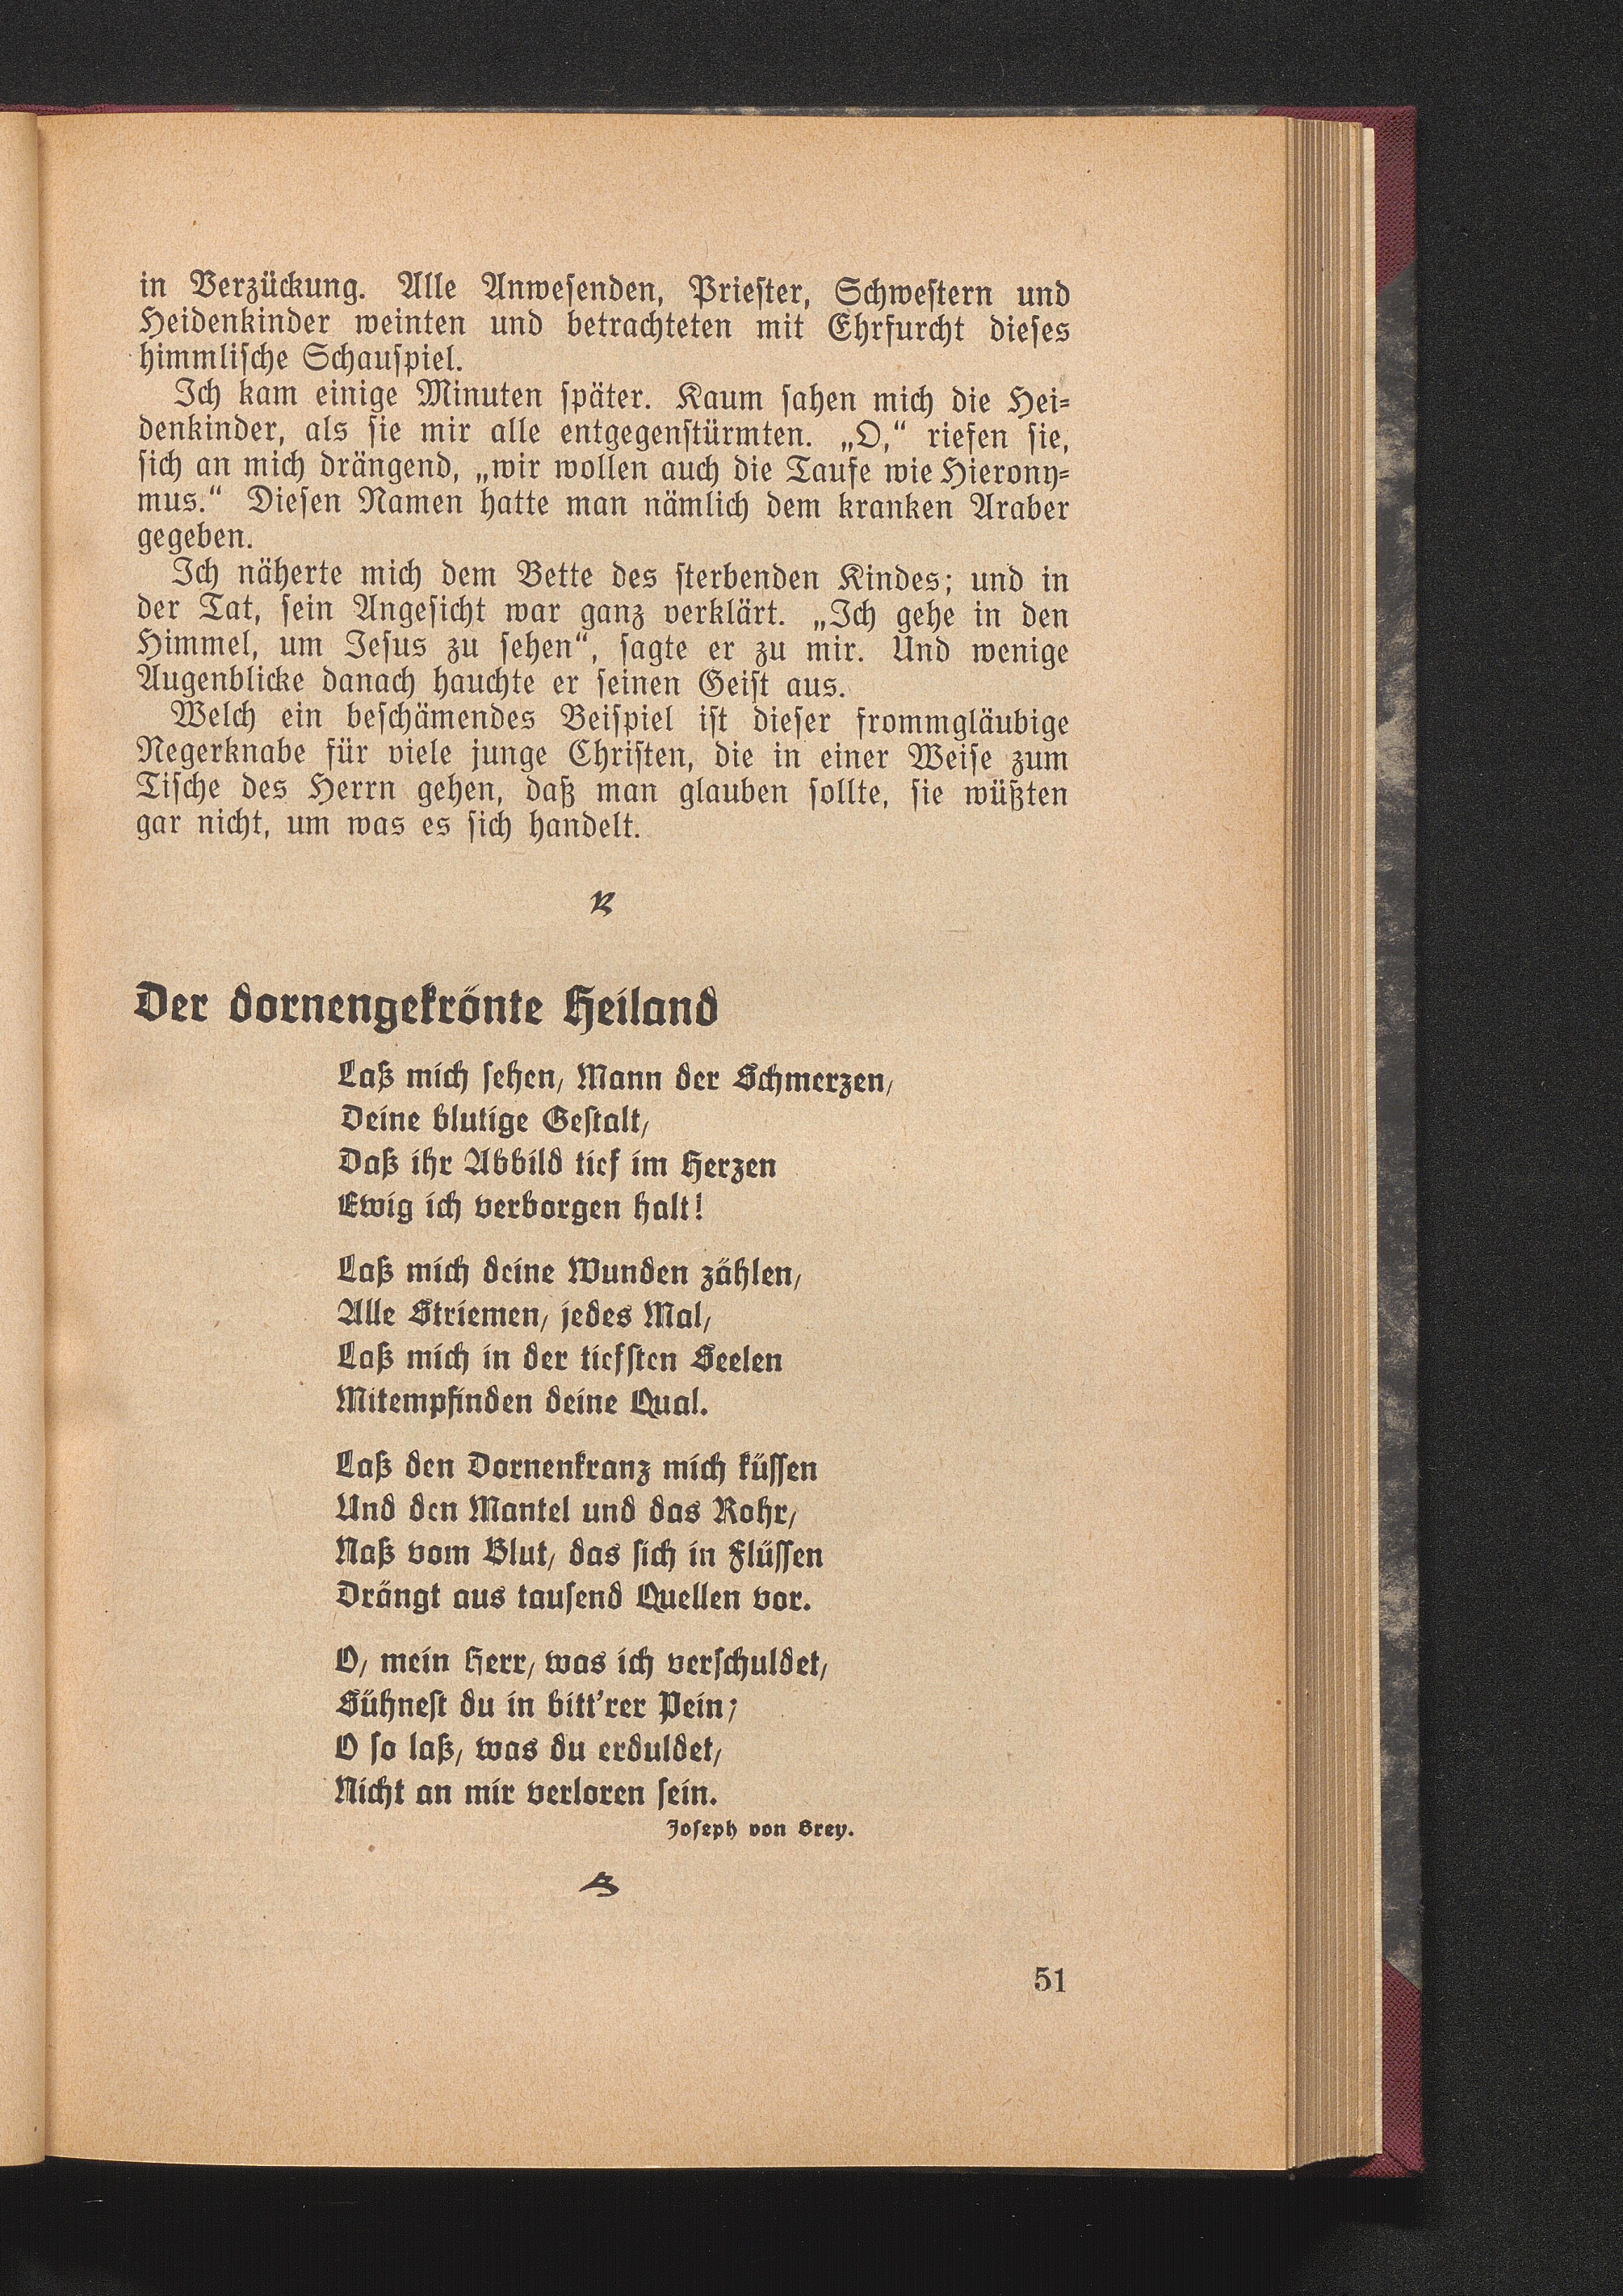 in Verzückung. Alle Anwesenden, Priester, Schwestern und
Heidenkinder weinten und betrachteten mit Ehrfurcht dieses
himmlische Schauspiel.
Ich kam einige Minuten später. Kaum sahen mich die Hei-
denkinder, als sie mir alle entgegenstürmten. „O,“ riefen sie,
sich an mich drängend, „wir wollen auch die Taufe wie Hierony-
mus.“ Diesen Namen hatte man nämlich dem kranken Araber
gegeben.
Ich näherte mich dem Bette des sterbenden Kindes; und in
der Tat, sein Angesicht war ganz verklärt. „Ich gehe in den
Himmel, um Jesus zu sehen“, sagte er zu mir. Und wenige
Augenblicke danach hauchte er seinen Geist aus.
Welch ein beschämendes Beispiel ist dieser frommgläubige
Negerknabe für viele junge Christen, die in einer Weise zum
Tische des Herrn gehen, daß man glauben sollte, sie wüßten
gar nicht, um was es sich handelt.
Der dornengekrönte Heiland
Laß mich sehen, Mann der Schmerzen,
Deine blutige Gestalt,
Daß ihr Abbild tief im Herzen
Ewig ich verborgen halt!
Laß mich deine Wunden zählen,
Alle Striemen, jedes Mal,
Laß mich in der tiefsten Seelen
Mitempfinden deine Qual.
Laß den Dornenkranz mich küssen
Und den Mantel und das Rohr,
Naß vom Blut, das sich in Flüssen
Drängt aus tausend Quellen vor.
O, mein Herr, was ich verschuldet,
Sühnest du in bitt’rer Pein;
O so laß, was du erduldet,
Nicht an mir verloren sein.
Joseph von Grey.
51